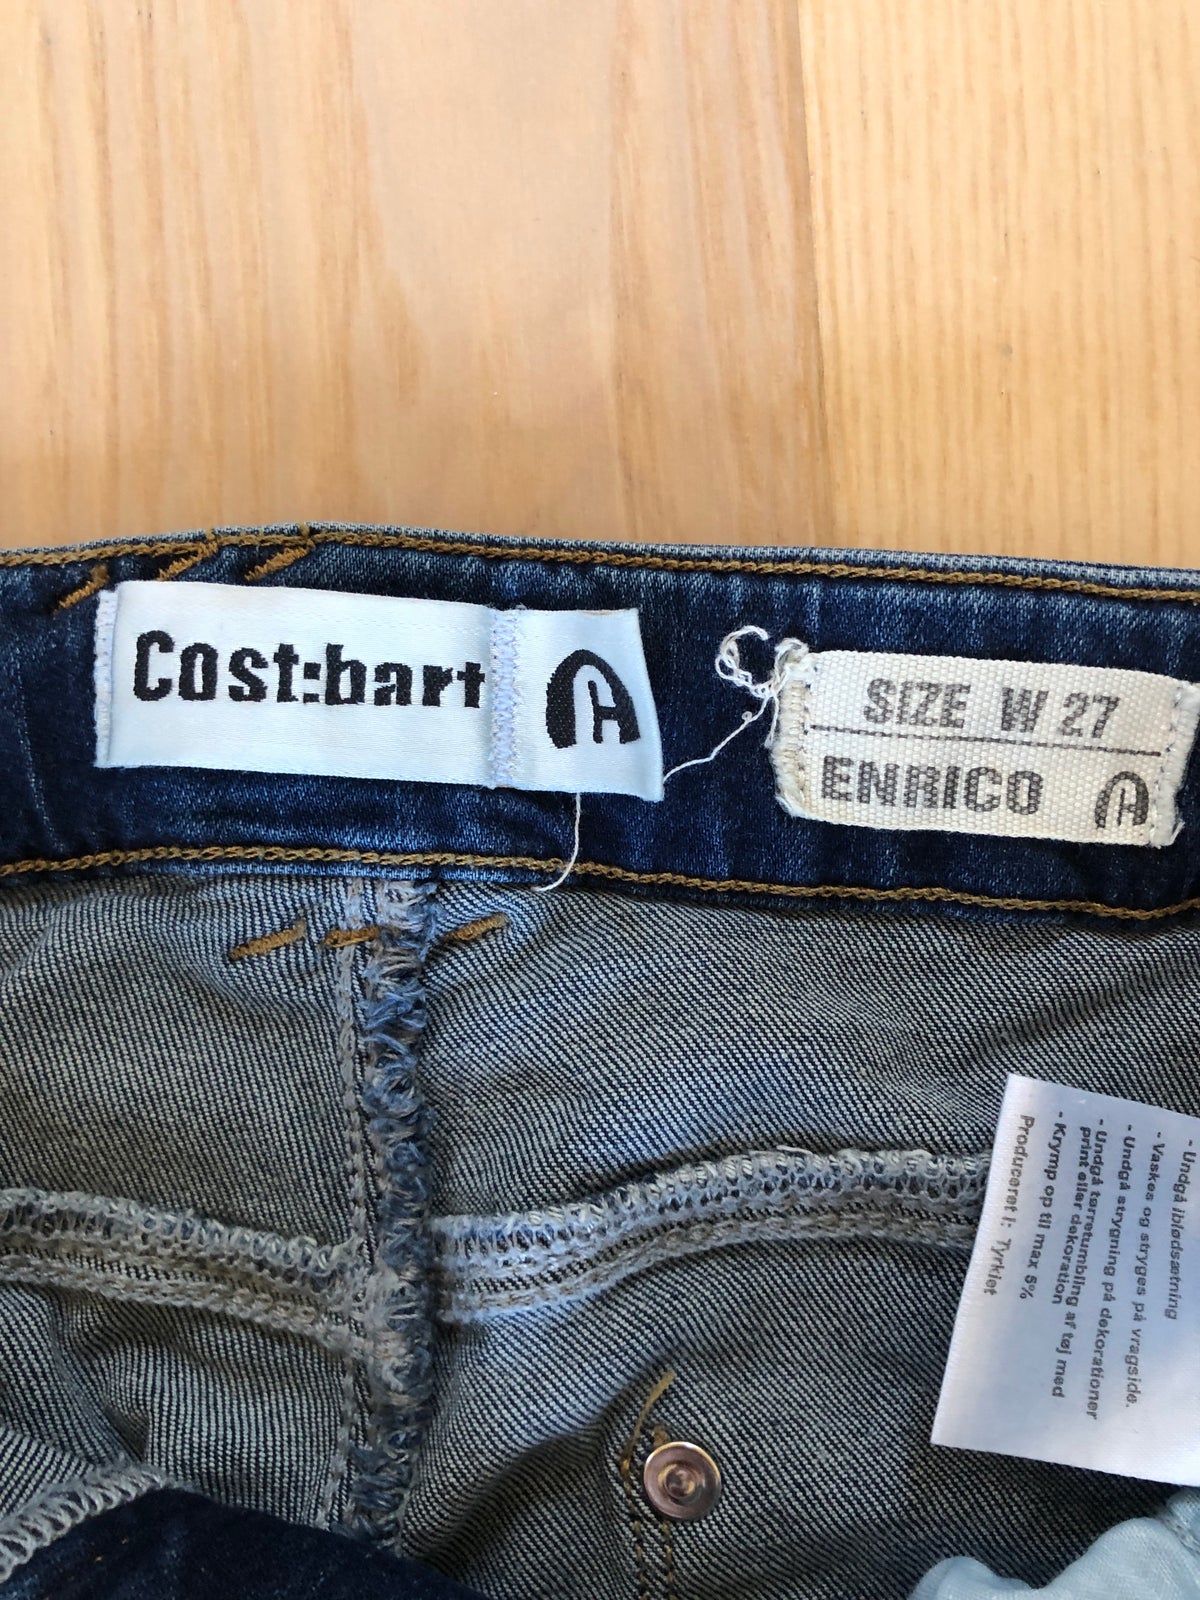 Cost:bart
SIZE W 27
ENRICO
- Undgå iblødsætning
- Vaskes og stryges på vragside.
- Undgå strygning på dekorationer
- Undgå tørretumbling af tøj med
print eller dekoration
- Krymp op til max 5%
Produceret i: Tyrkiet